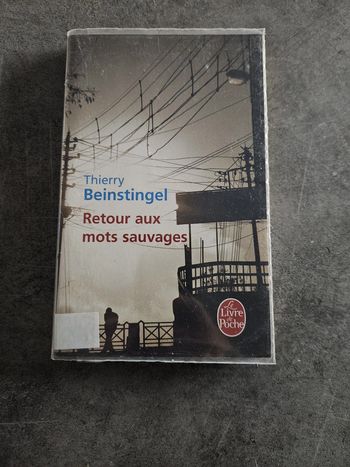 Thierry
Beinstingel
Retour aux
mots sauvages
Le
Livre
de
Poche